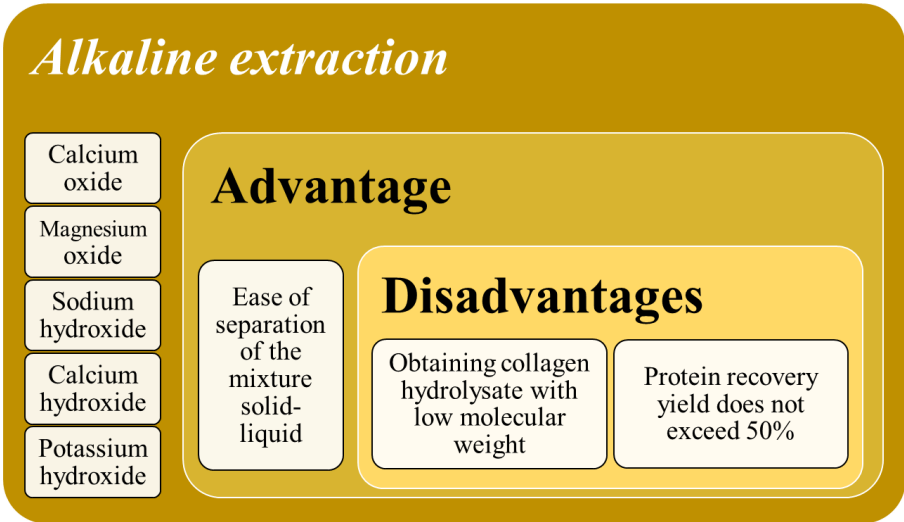 Alkaline extraction
Calcium
oxide
Magnesium
oxide
Sodium
hydroxide
Calcium
hydroxide
Potassium
hydroxide
Advantage
Ease of
separation
of the
mixture
solid-
liquid
Disadvantages
Obtaining collagen
hydrolysate with
low molecular
weight
Protein recovery
yield does not
exceed 50%